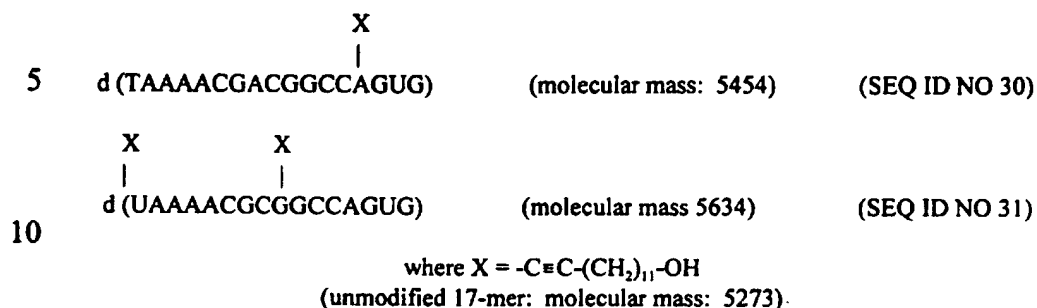 X
|
5 d (TAAAACGACGGCCAGUG) (molecular mass: 5454) (SEQ ID NO 30)
X X
| |
d (UAAAACGCGGCCAGUG) (molecular mass 5634) (SEQ ID NO 31)
10
where X = -C≡C-(CH₂)₁₁-OH
(unmodified 17-mer: molecular mass: 5273).